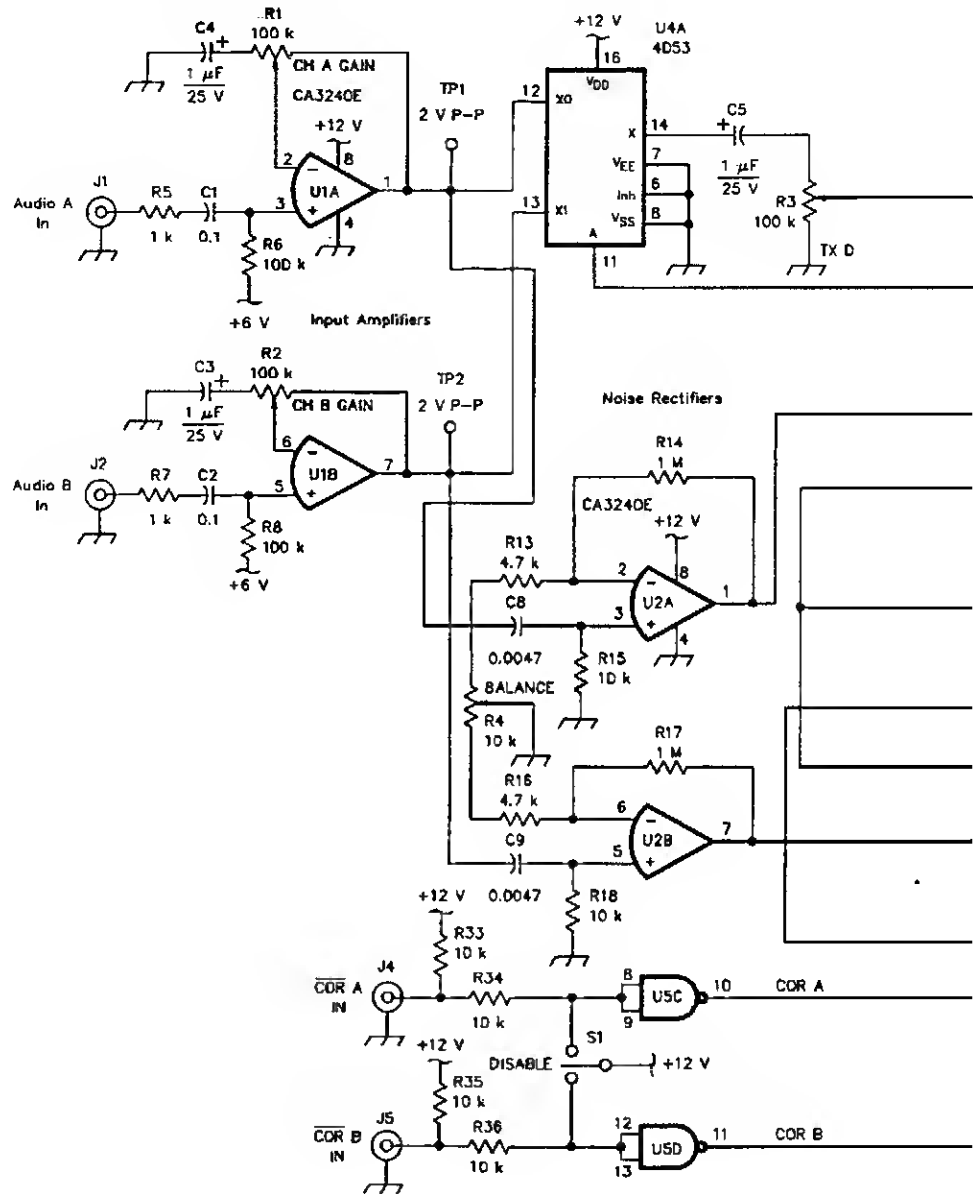 R1
100 k
C4
+
1 µF
25 V
CH A GAIN
CA3240E
+12 V
2
8
−
U1A
1
3
+
4
J1
Audio A
In
R5
1 k
C1
0.1
R6
10D k
+6 V
TP1
2 V P-P
+12 V
U4A
4D53
16
VDD
12
X0
13
X1
X
14
VEE
7
Inh
6
VSS
8
A
11
C5
+
1 µF
25 V
R3
100 k
TX D
Input Amplifiers
R2
100 k
C3
+
1 µF
25 V
CH B GAIN
6
−
U1B
7
5
+
J2
Audio B
In
R7
1 k
C2
0.1
R8
100 k
+6 V
TP2
2 V P-P
Noise Rectifiers
R14
1 M
CA3240E
+12 V
R13
4.7 k
2
−
8
U2A
1
3
+
4
C8
0.0047
R15
1D k
BALANCE
R4
10 k
R17
1 M
R16
4.7 k
6
−
U2B
7
5
+
C9
0.0047
R18
10 k
+12 V
R33
10 k
J4
COR A
IN
R34
1D k
8
9
U5C
10
COR A
S1
DISABLE
+12 V
+12 V
R35
10 k
J5
COR B
IN
R36
10 k
12
13
U5D
11
COR B